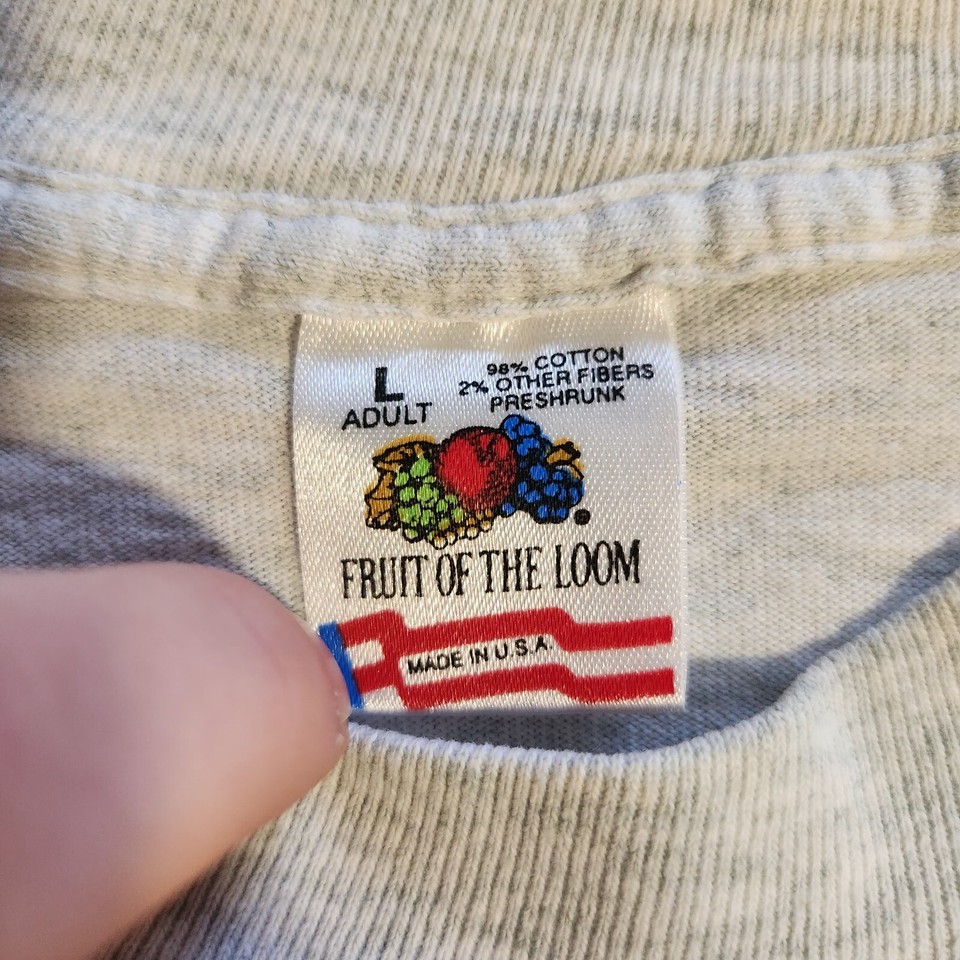 L
ADULT
98% COTTON
2% OTHER FIBERS
PRESHRUNK
FRUIT OF THE LOOM
MADE IN U.S.A.